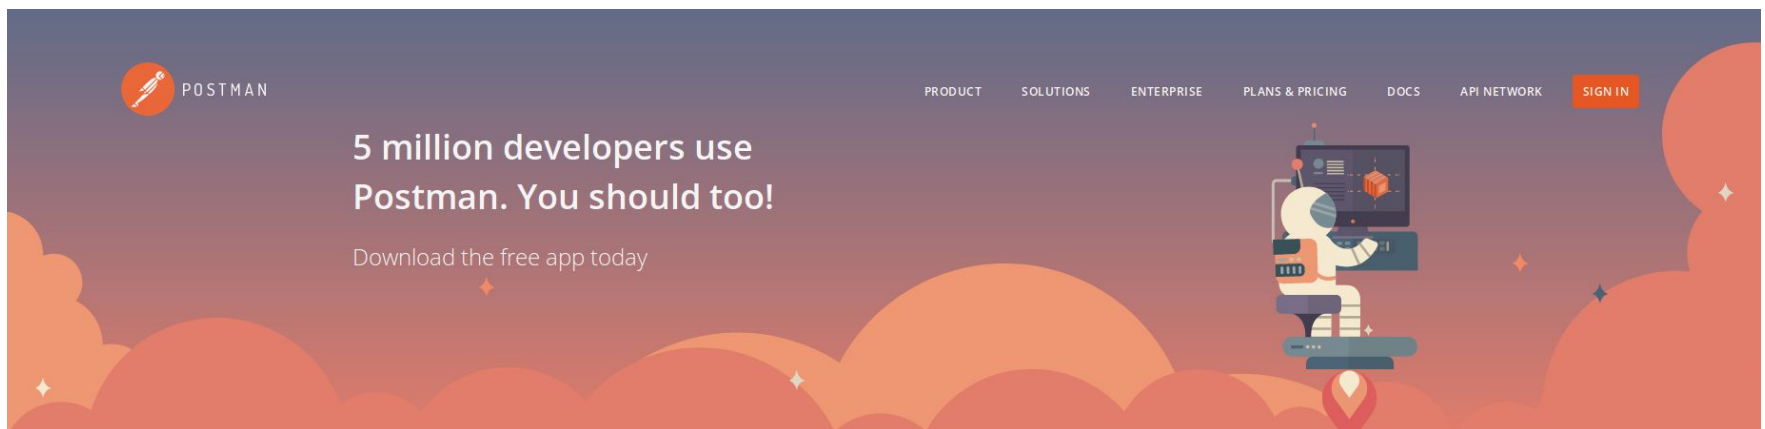 POSTMAN
PRODUCT SOLUTIONS ENTERPRISE PLANS & PRICING DOCS API NETWORK SIGN IN
5 million developers use
Postman. You should too!
Download the free app today